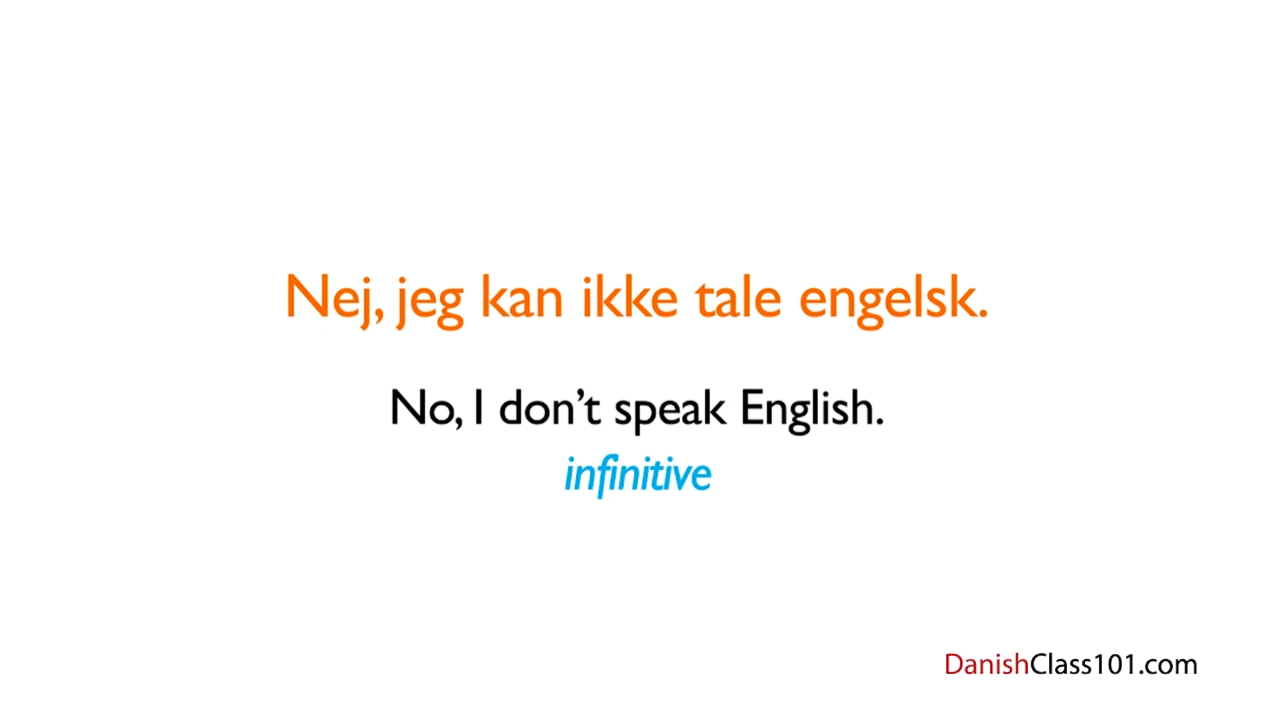 Nej, jeg kan ikke tale engelsk.
No, I don’t speak English.
infinitive
DanishClass101.com